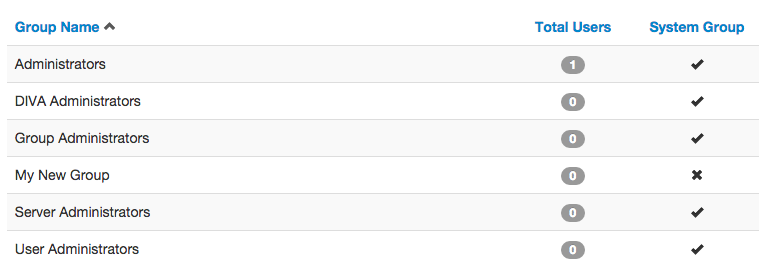 Group Name Total Users System Group
Administrators 1
DIVA Administrators 0
Group Administrators 0
My New Group 0
Server Administrators 0
User Administrators 0